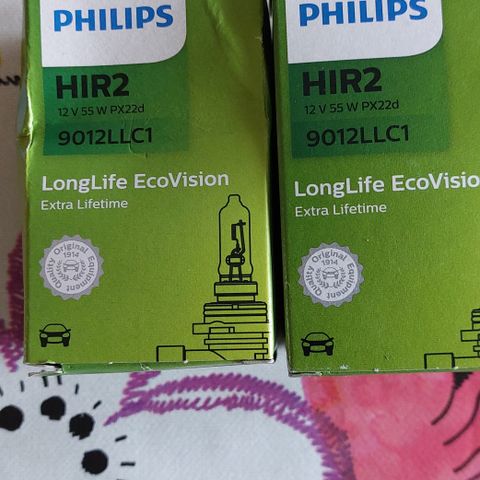 PHILIPS
HIR2
12 V 55 W PX22d
9012LLC1
LongLife EcoVision
Extra Lifetime
Quality Original Equipment
1914
PHILIPS
HIR2
12 V 55 W PX22d
9012LLC1
LongLife EcoVisio
Extra Lifetime
Quality Original Equipment
1914